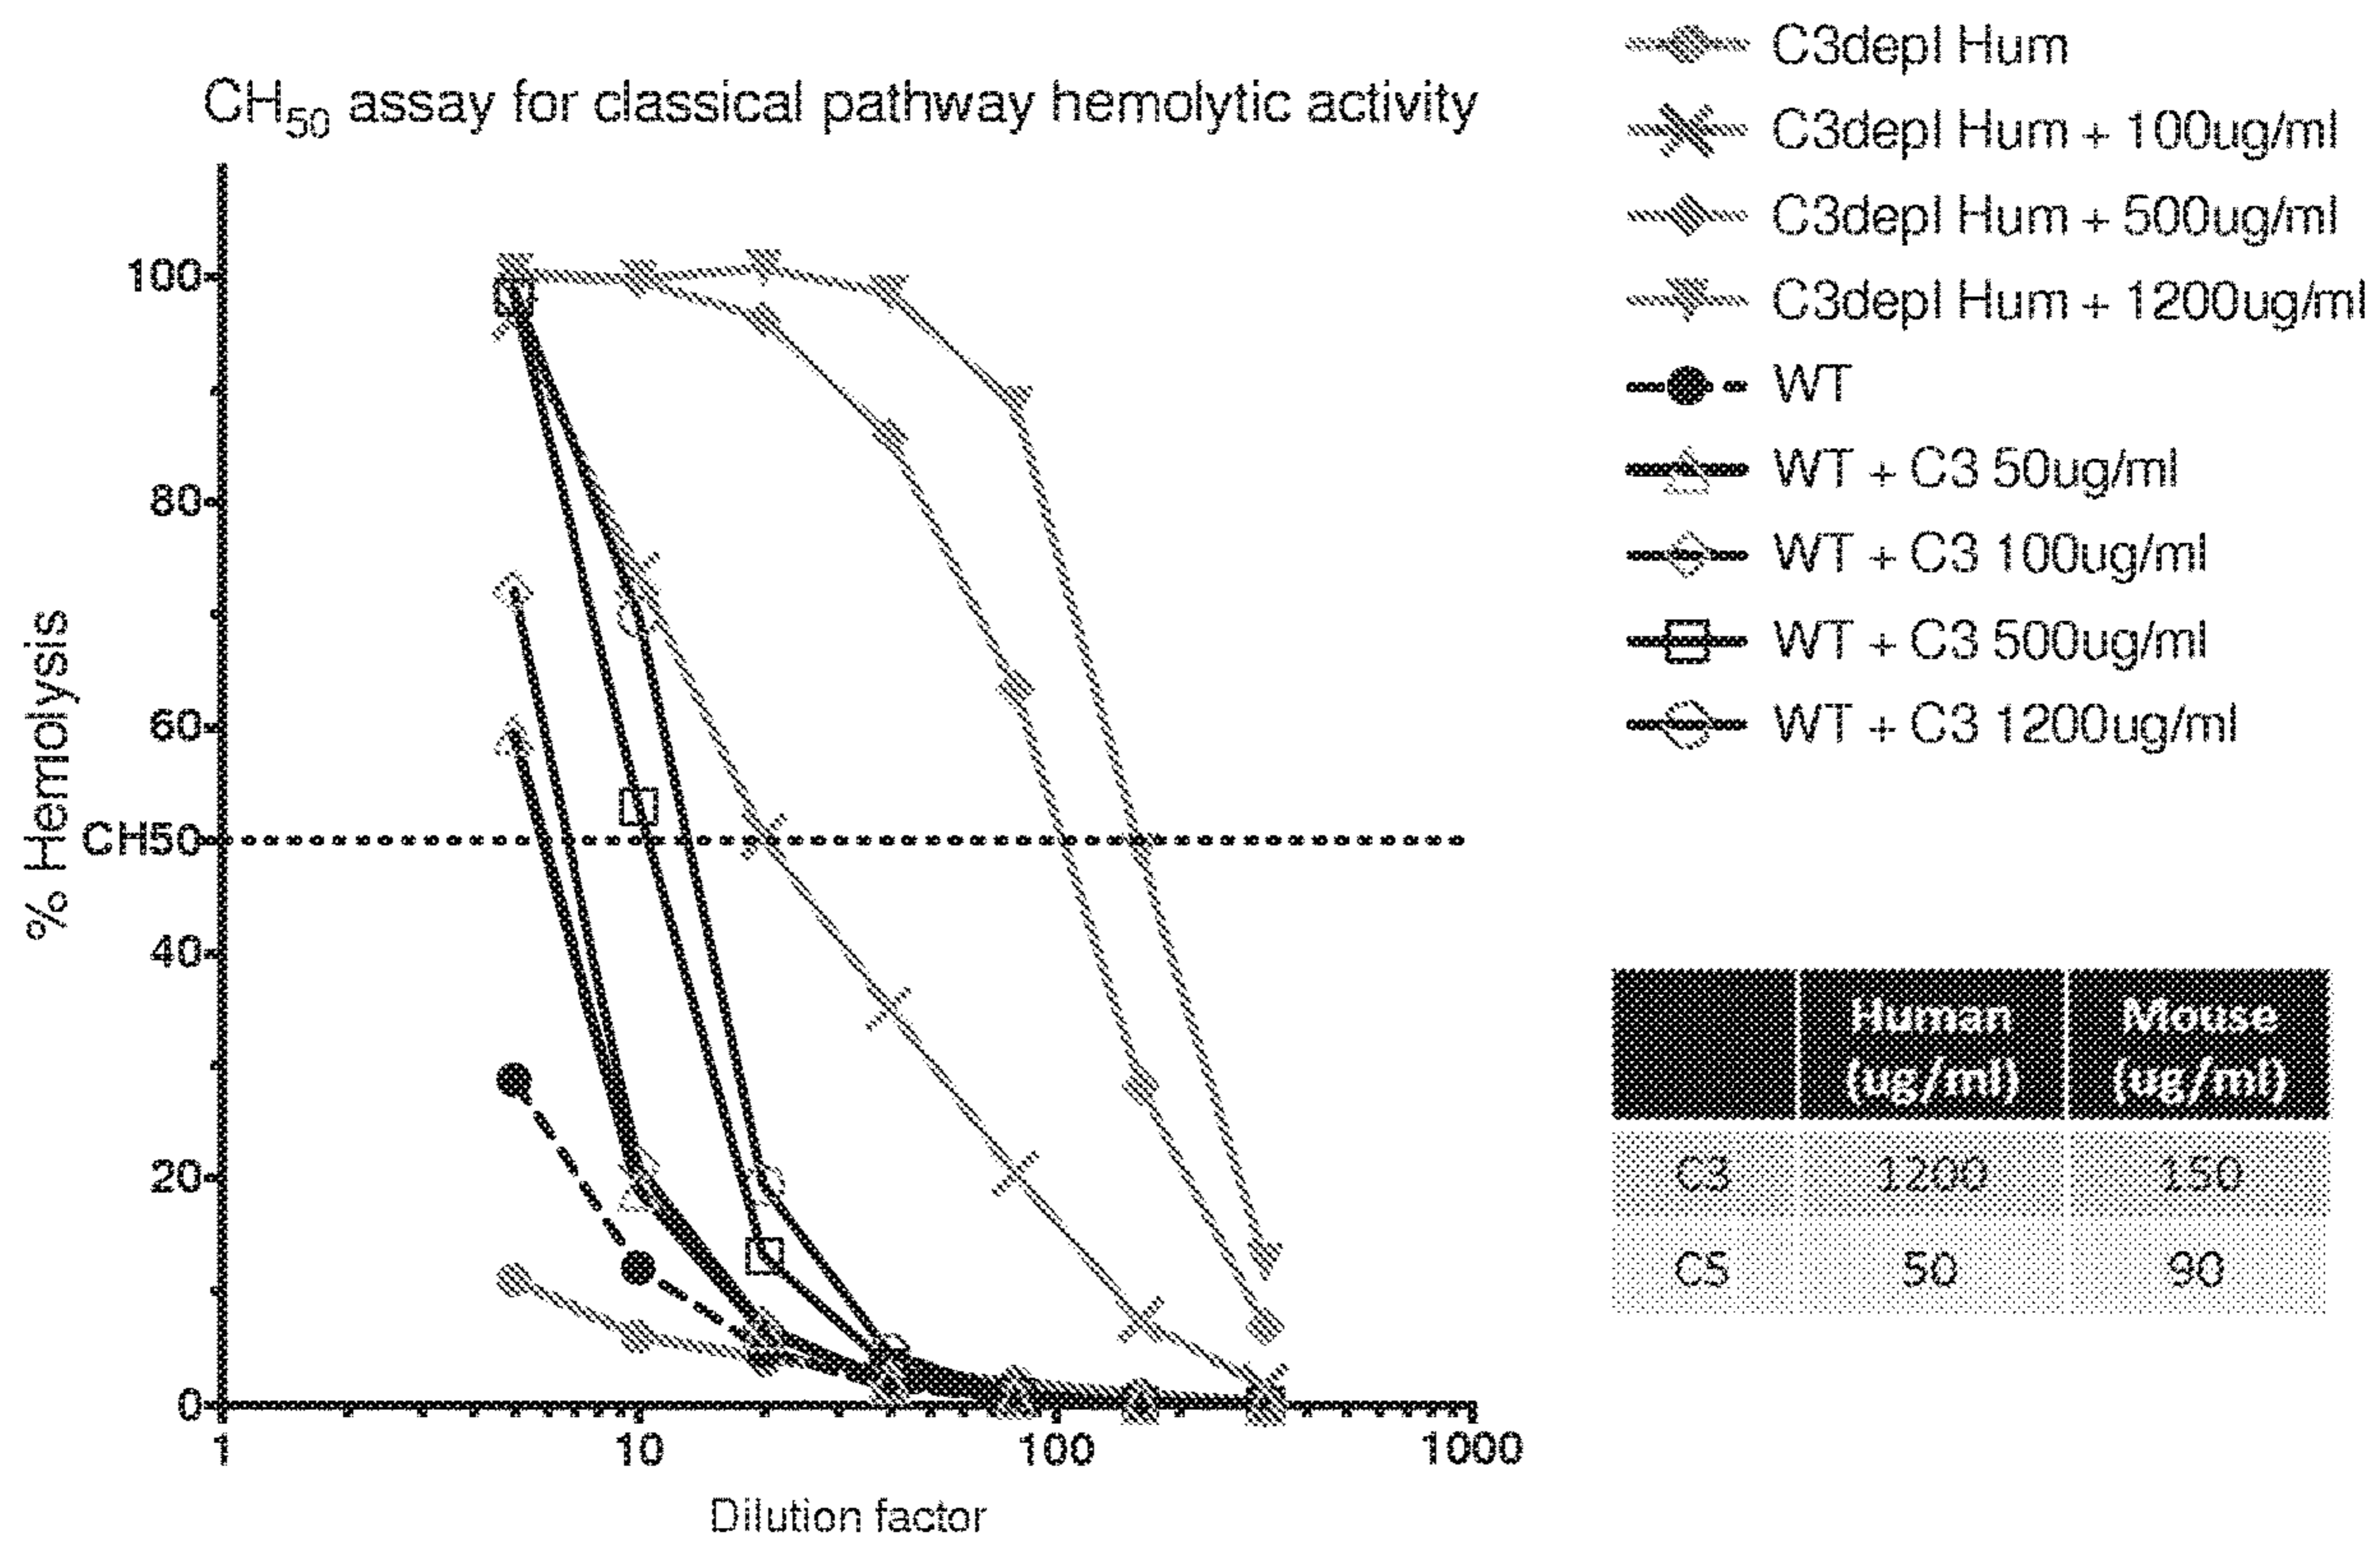 CH50 assay for classical pathway hemolytic activity
% Hemolysis
100
80
60
CH50
40
20
0
1
10
100
1000
Dilution factor
C3depl Hum
C3depl Hum + 100ug/ml
C3depl Hum + 500ug/ml
C3depl Hum + 1200ug/ml
WT
WT + C3 50ug/ml
WT + C3 100ug/ml
WT + C3 500ug/ml
WT + C3 1200ug/ml
Human (ug/ml)
Mouse (ug/ml)
C3 1200 150
C5 50 90